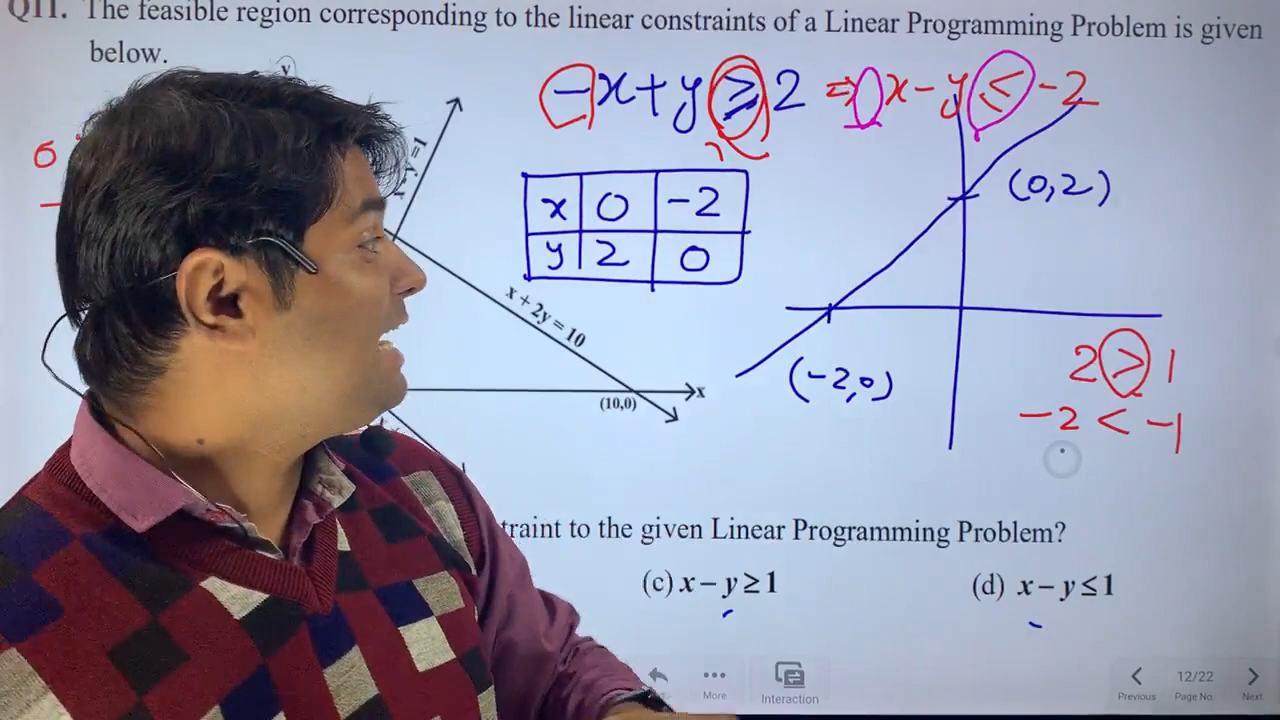 Q11. The feasible region corresponding to the linear constraints of a Linear Programming Problem is given
below.
y
-x+y ≥ 2 ⇒ x-y ≤ -2
x-y=1
x 0 -2
y 2 0
(0,2)
x + 2y = 10
(10,0)
x
(-2,0)
2 > 1
-2 < -1
traint to the given Linear Programming Problem?
(c) x – y ≥ 1
(d) x – y ≤ 1
More
Interaction
Previous
12/22
Page No.
Next